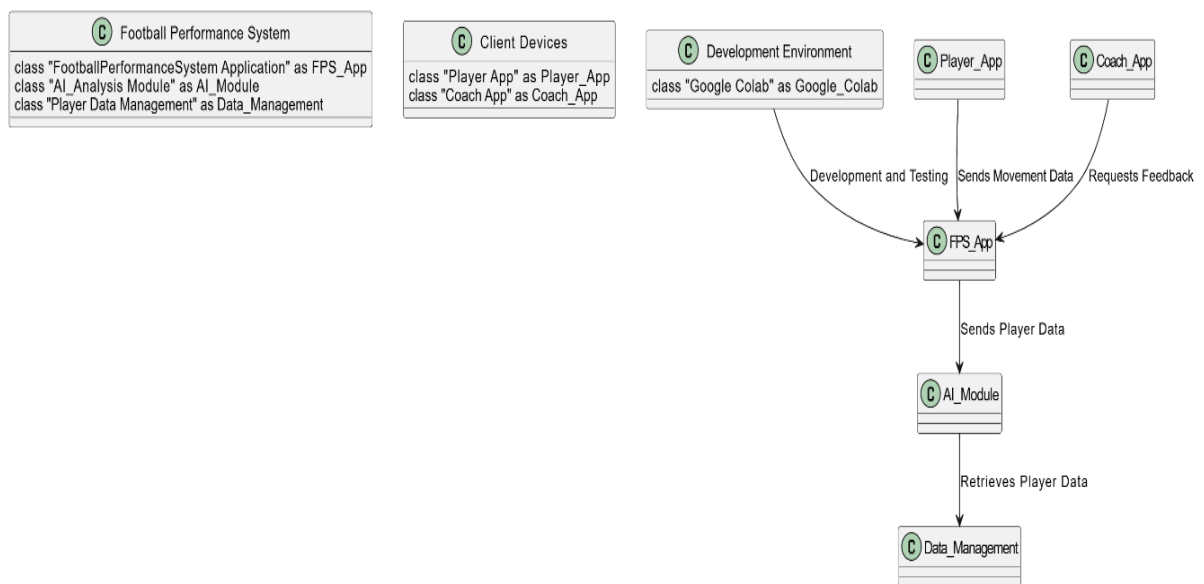 C Football Performance System
class "FootballPerformanceSystem Application" as FPS_App
class "AI_Analysis Module" as AI_Module
class "Player Data Management" as Data_Management
C Client Devices
class "Player App" as Player_App
class "Coach App" as Coach_App
C Development Environment
class "Google Colab" as Google_Colab
C Player_App
C Coach_App
Development and Testing
Sends Movement Data
Requests Feedback
C FPS_App
Sends Player Data
C AI_Module
Retrieves Player Data
C Data_Management